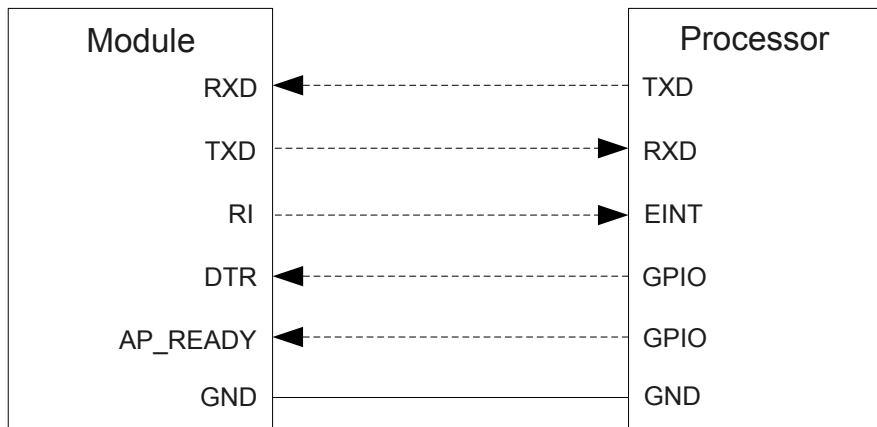 Module
Processor
RXD
TXD
TXD
RXD
RI
EINT
DTR
GPIO
AP_READY
GPIO
GND
GND